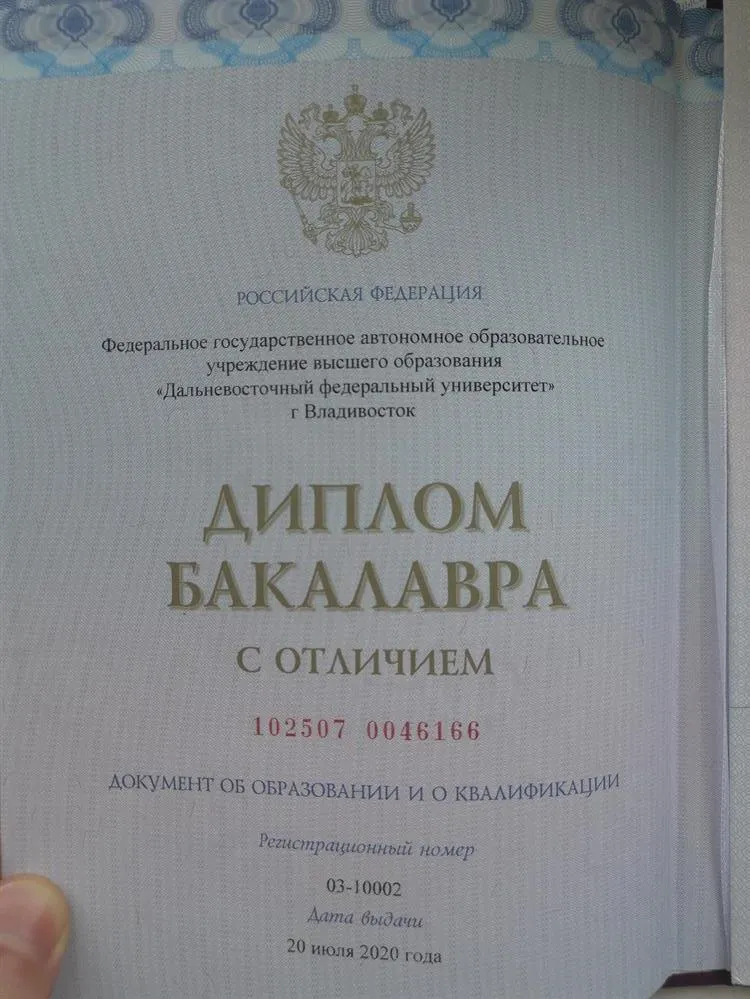 РОССИЙСКАЯ ФЕДЕРАЦИЯ
Федеральное государственное автономное образовательное
учреждение высшего образования
«Дальневосточный федеральный университет»
г Владивосток
ДИПЛОМ
БАКАЛАВРА
С ОТЛИЧИЕМ
102507 0046166
ДОКУМЕНТ ОБ ОБРАЗОВАНИИ И О КВАЛИФИКАЦИИ
Регистрационный номер
03-10002
Дата выдачи
20 июля 2020 года